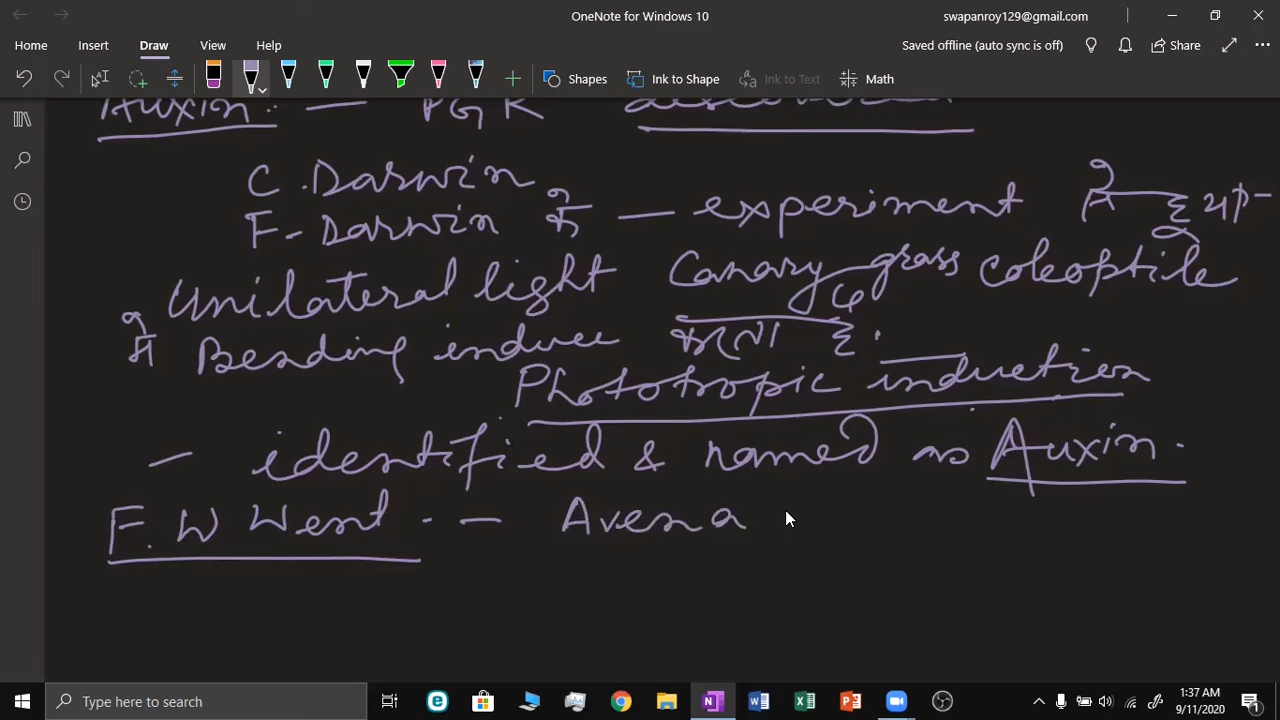 OneNote for Windows 10
swapanroy129@gmail.com
Home Insert Draw View Help
Saved offline (auto sync is off) Share
Shapes Ink to Shape Ink to Text Math
Auxin. — PGR
C. Darwin
F. Darwin — experiment
Unilateral light Canary grass coleoptile
Bending induce
Phototropic induction
— identified & named as Auxin.
F. W Went. — Avena
Type here to search
1:37 AM
9/11/2020